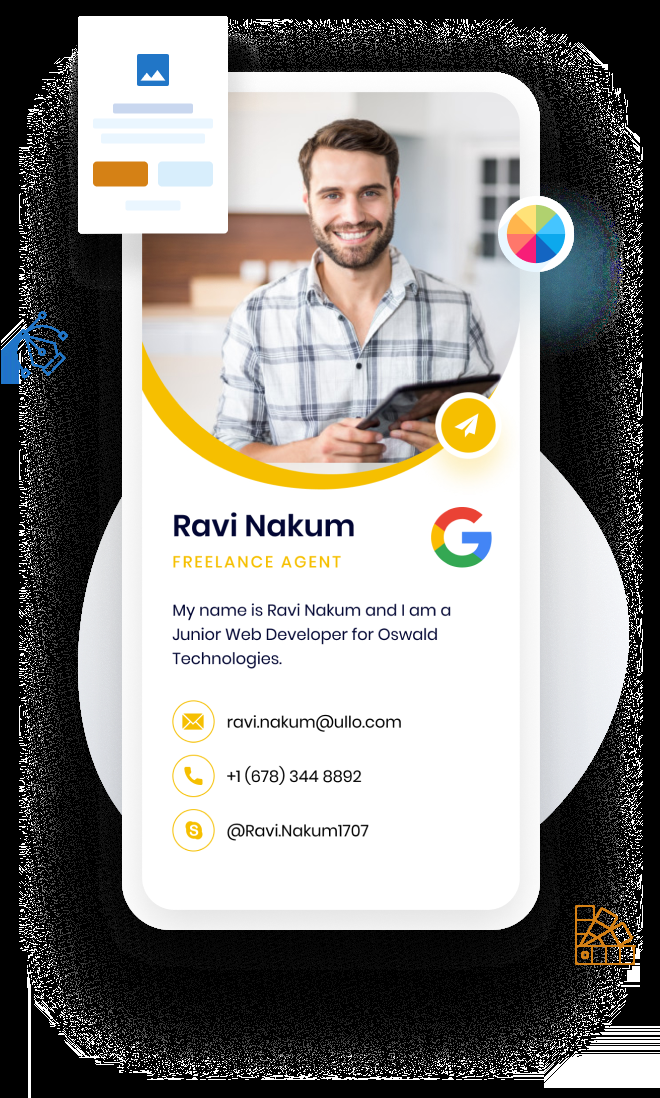 Ravi Nakum
FREELANCE AGENT
My name is Ravi Nakum and I am a
Junior Web Developer for Oswald
Technologies.
ravi.nakum@ullo.com
+1 (678) 344 8892
@Ravi.Nakum1707